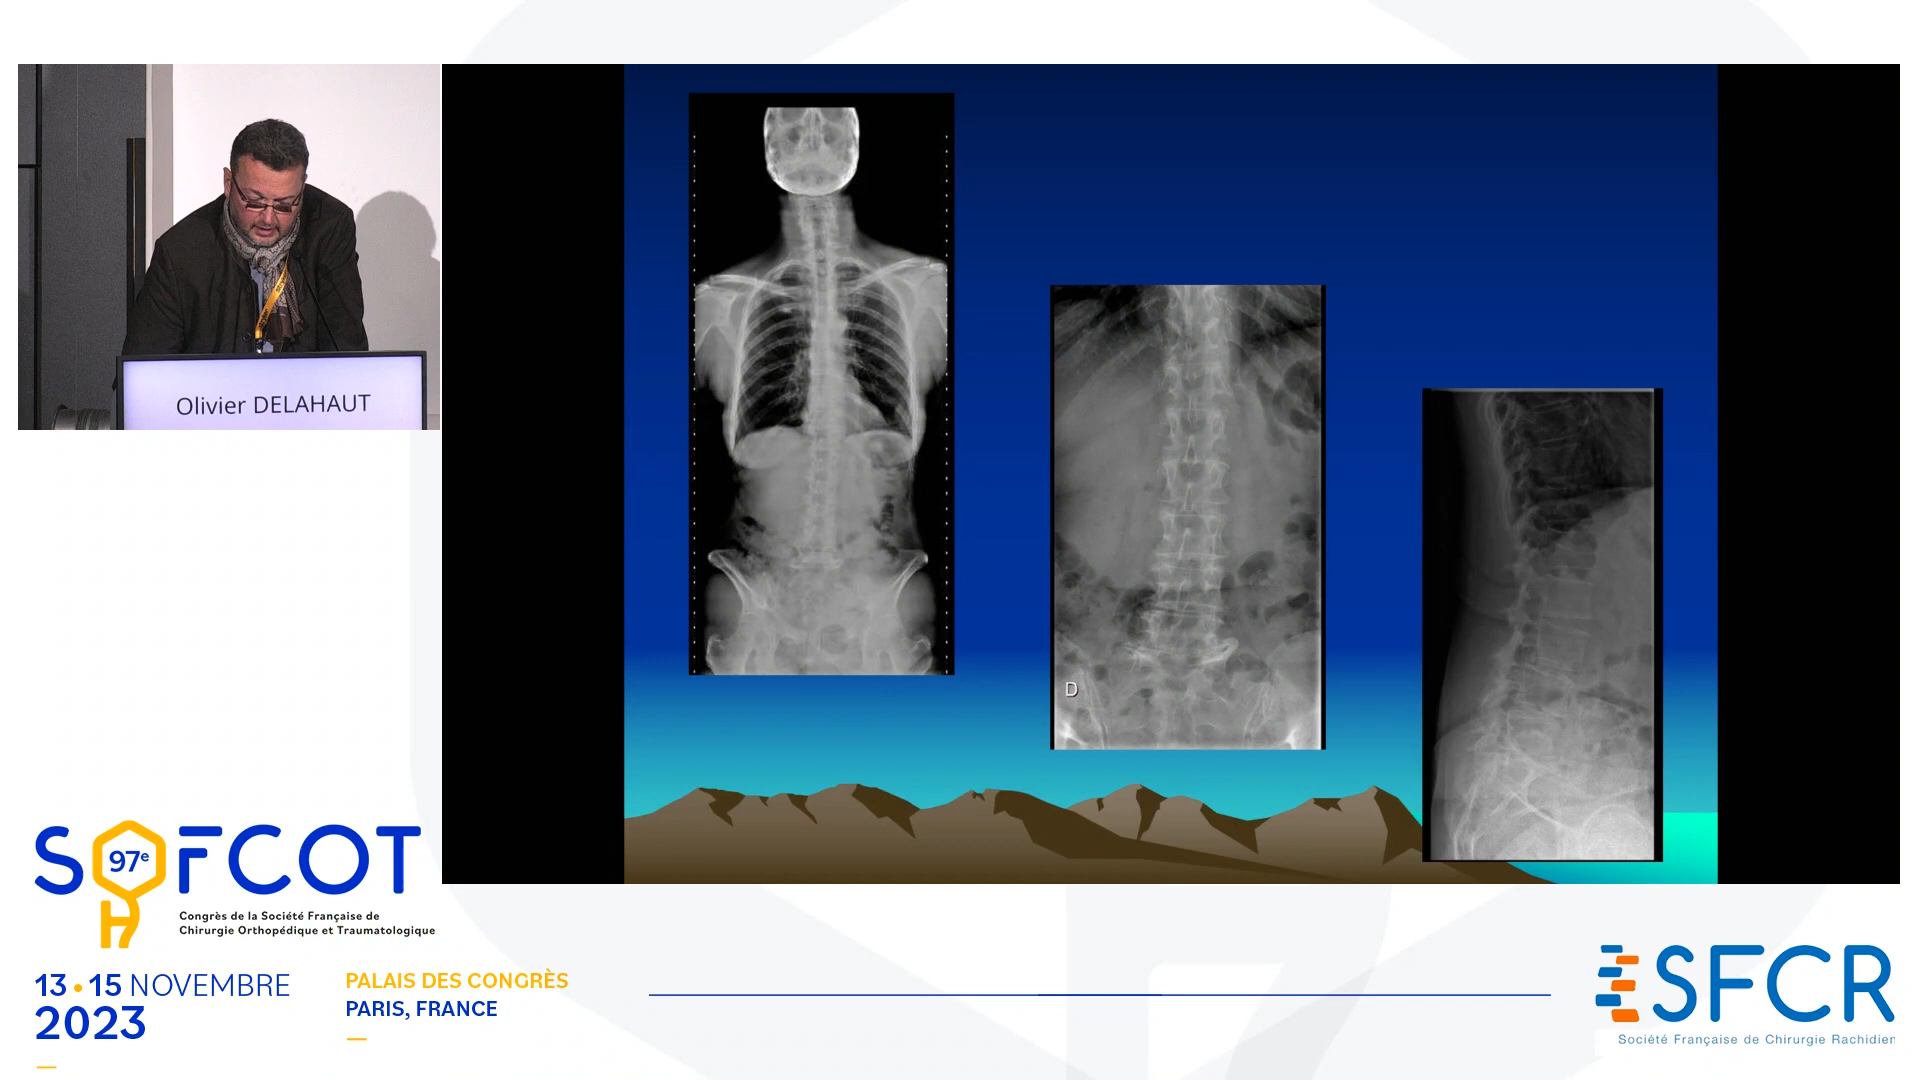 Olivier DELAHAUT
D
SOFCOT
97e
Congrès de la Société Française de
Chirurgie Orthopédique et Traumatologique
13•15 NOVEMBRE
2023
PALAIS DES CONGRÈS
PARIS, FRANCE
SFCR
Société Française de Chirurgie Rachidien